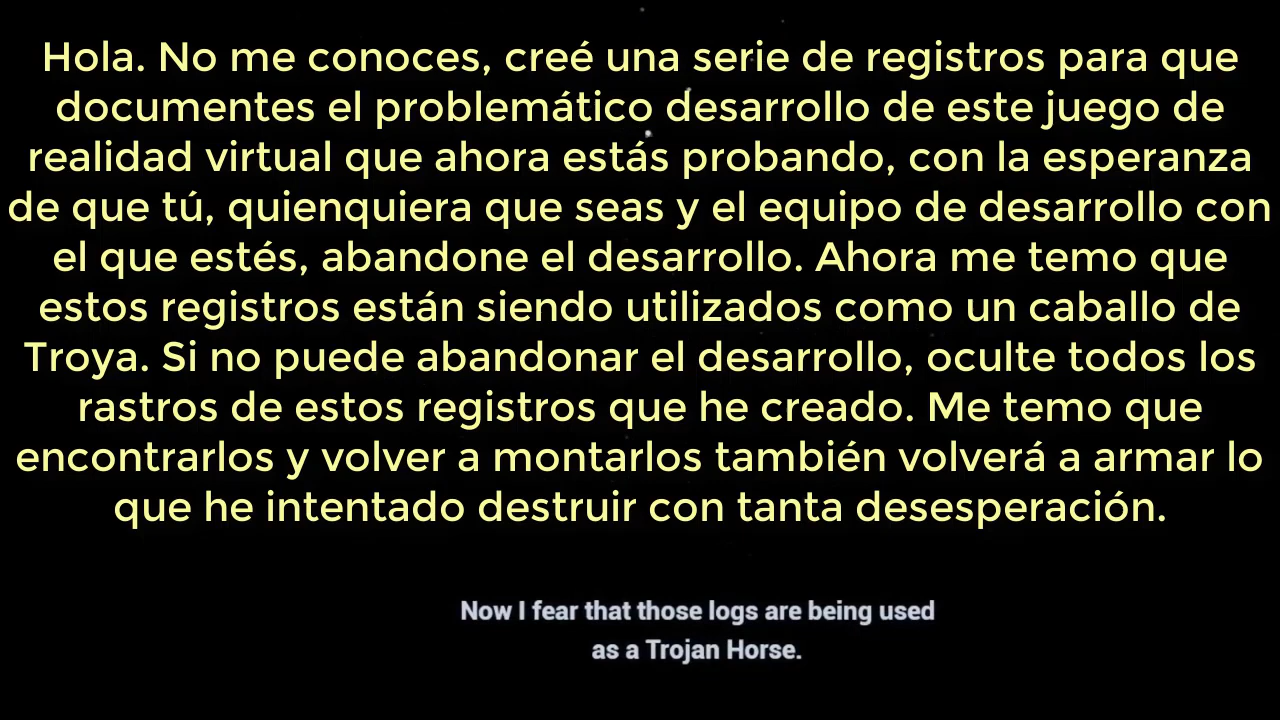 Hola. No me conoces, creé una serie de registros para que
documentes el problemático desarrollo de este juego de
realidad virtual que ahora estás probando, con la esperanza
de que tú, quienquiera que seas y el equipo de desarrollo con
el que estés, abandone el desarrollo. Ahora me temo que
estos registros están siendo utilizados como un caballo de
Troya. Si no puede abandonar el desarrollo, oculte todos los
rastros de estos registros que he creado. Me temo que
encontrarlos y volver a montarlos también volverá a armar lo
que he intentado destruir con tanta desesperación.
Now I fear that those logs are being used
as a Trojan Horse.